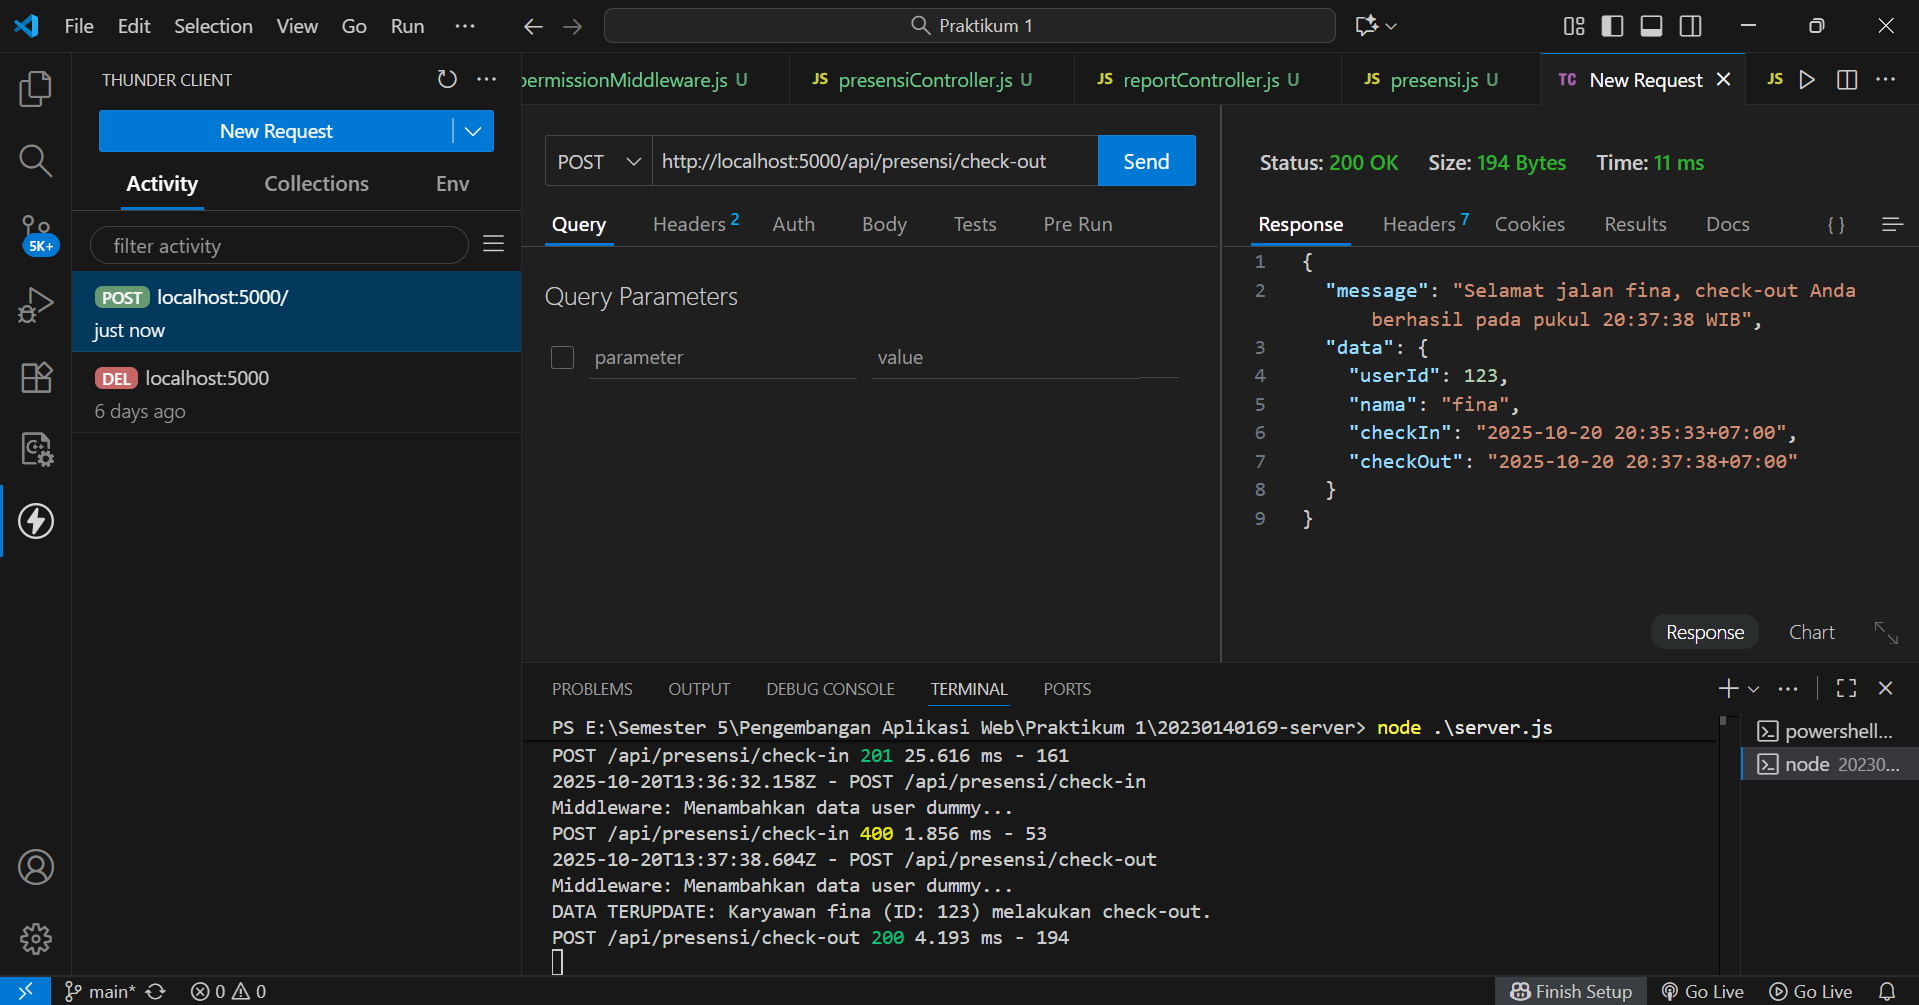 File Edit Selection View Go Run ···
Praktikum 1
THUNDER CLIENT
New Request
Activity Collections Env
filter activity
POST localhost:5000/
just now
DEL localhost:5000
6 days ago
5K+
permissionMiddleware.js U
JS presensiController.js U
JS reportController.js U
JS presensi.js U
TC New Request
JS
POST http://localhost:5000/api/presensi/check-out Send
Query Headers 2 Auth Body Tests Pre Run
Query Parameters
parameter value
Status: 200 OK Size: 194 Bytes Time: 11 ms
Response Headers 7 Cookies Results Docs { }
1 {
2 "message": "Selamat jalan fina, check-out Anda
berhasil pada pukul 20:37:38 WIB",
3 "data": {
4 "userId": 123,
5 "nama": "fina",
6 "checkIn": "2025-10-20 20:35:33+07:00",
7 "checkOut": "2025-10-20 20:37:38+07:00"
8 }
9 }
Response Chart
PROBLEMS OUTPUT DEBUG CONSOLE TERMINAL PORTS
PS E:\Semester 5\Pengembangan Aplikasi Web\Praktikum 1\20230140169-server> node .\server.js
POST /api/presensi/check-in 201 25.616 ms - 161
2025-10-20T13:36:32.158Z - POST /api/presensi/check-in
Middleware: Menambahkan data user dummy...
POST /api/presensi/check-in 400 1.856 ms - 53
2025-10-20T13:37:38.604Z - POST /api/presensi/check-out
Middleware: Menambahkan data user dummy...
DATA TERUPDATE: Karyawan fina (ID: 123) melakukan check-out.
POST /api/presensi/check-out 200 4.193 ms - 194
powershell...
node 20230...
main* 0 0
Finish Setup Go Live Go Live